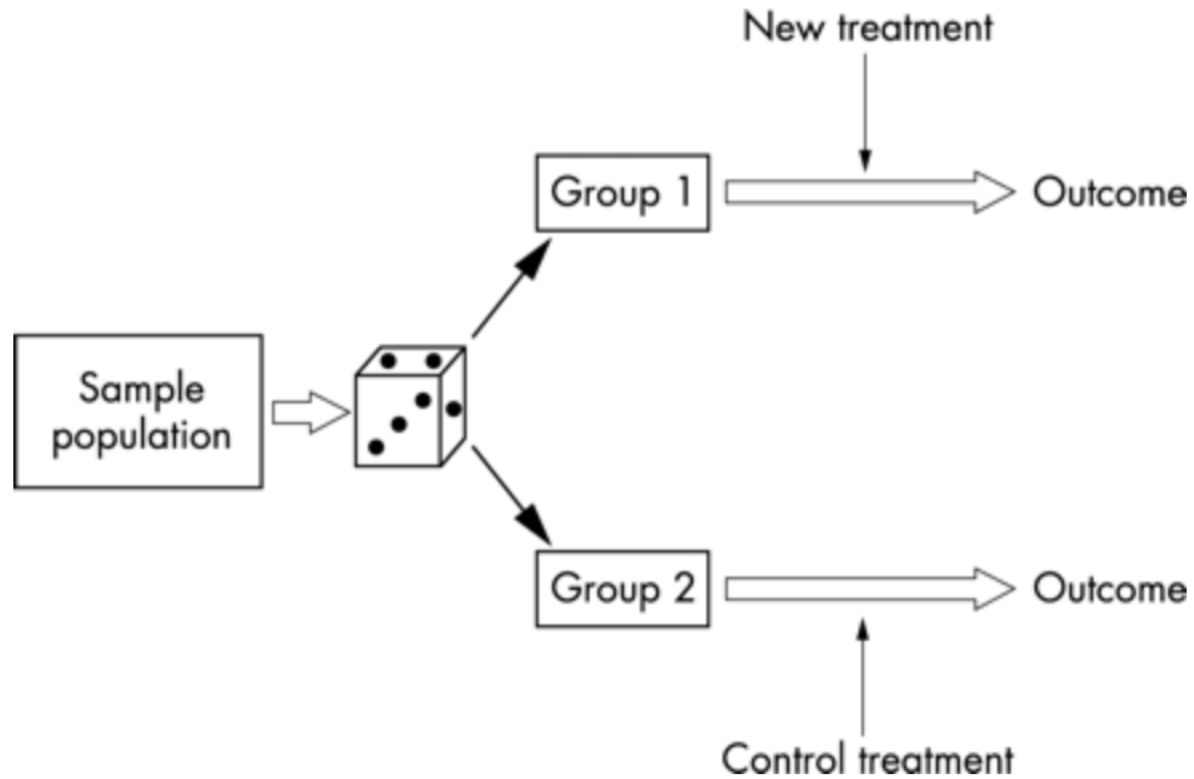 New treatment
Group 1
Outcome
Sample
population
Group 2
Outcome
Control treatment